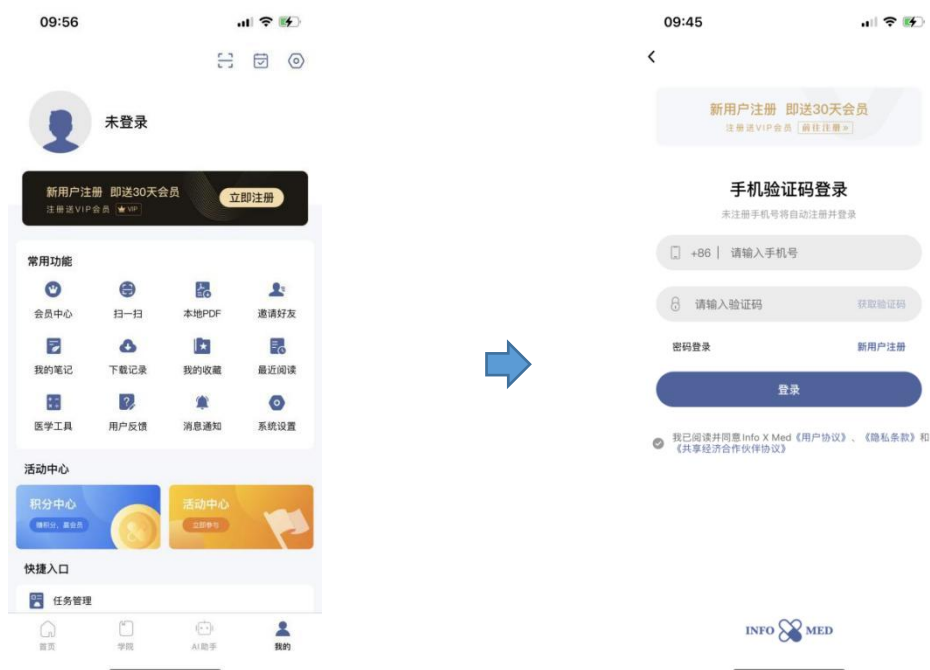 09:56
未登录
新用户注册 即送30天会员
注册送VIP会员 VIP
立即注册
常用功能
会员中心 扫一扫 本地PDF 邀请好友
我的笔记 下载记录 我的收藏 最近阅读
医学工具 用户反馈 消息通知 系统设置
活动中心
积分中心 活动中心
赚积分、赢会员 立即参与
快捷入口
任务管理
首页 学院 AI助手 我的
09:45
新用户注册 即送30天会员
注册送VIP会员 前往注册»
手机验证码登录
未注册手机号将自动注册并登录
+86 | 请输入手机号
请输入验证码 获取验证码
密码登录 新用户注册
登录
我已阅读并同意Info X Med《用户协议》、《隐私条款》和
《共享经济合作伙伴协议》
INFO MED